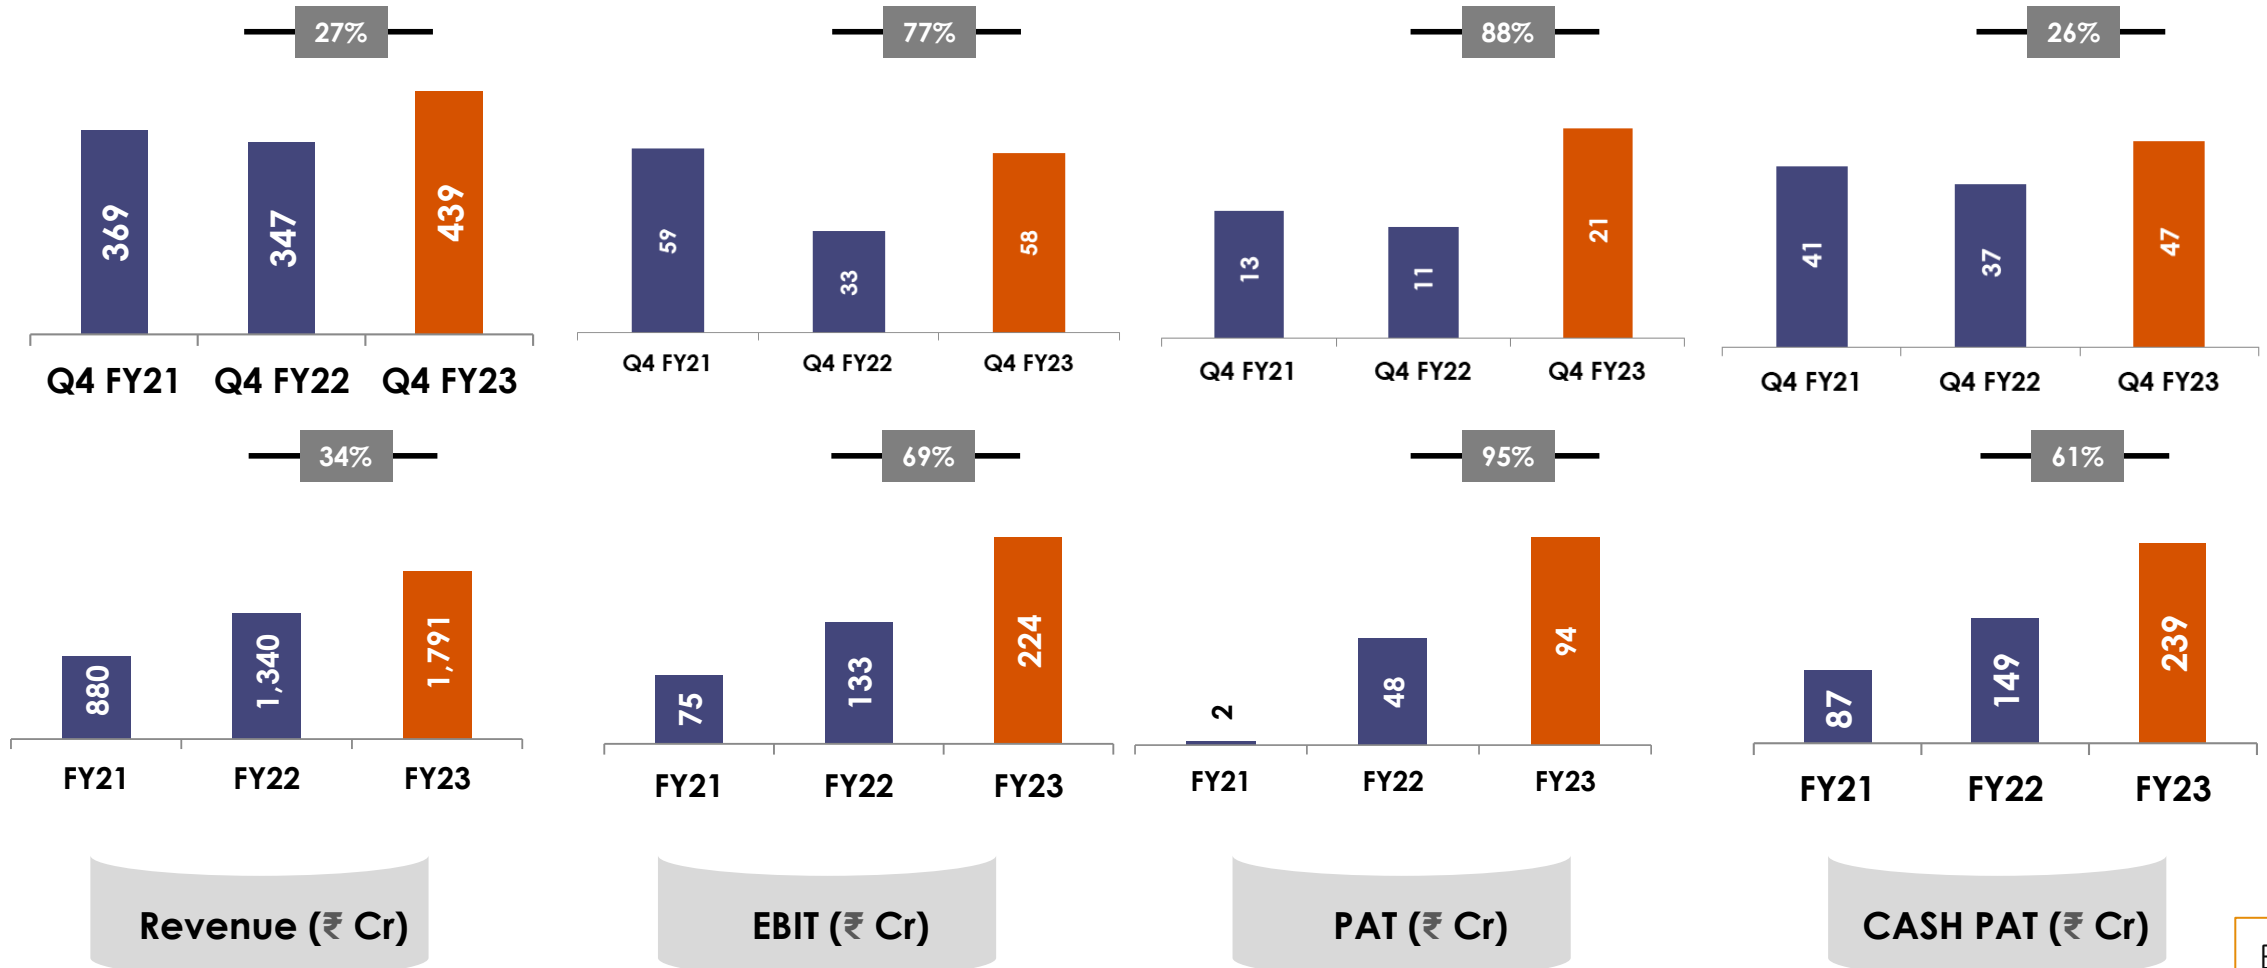 27%
77%
88%
26%
369
347
439
59
33
58
13
11
21
41
37
47
Q4 FY21 Q4 FY22 Q4 FY23
Q4 FY21 Q4 FY22 Q4 FY23
Q4 FY21 Q4 FY22 Q4 FY23
Q4 FY21 Q4 FY22 Q4 FY23
34%
69%
95%
61%
880
1,340
1,791
75
133
224
2
48
94
87
149
239
FY21 FY22 FY23
FY21 FY22 FY23
FY21 FY22 FY23
FY21 FY22 FY23
Revenue (₹ Cr)
EBIT (₹ Cr)
PAT (₹ Cr)
CASH PAT (₹ Cr)